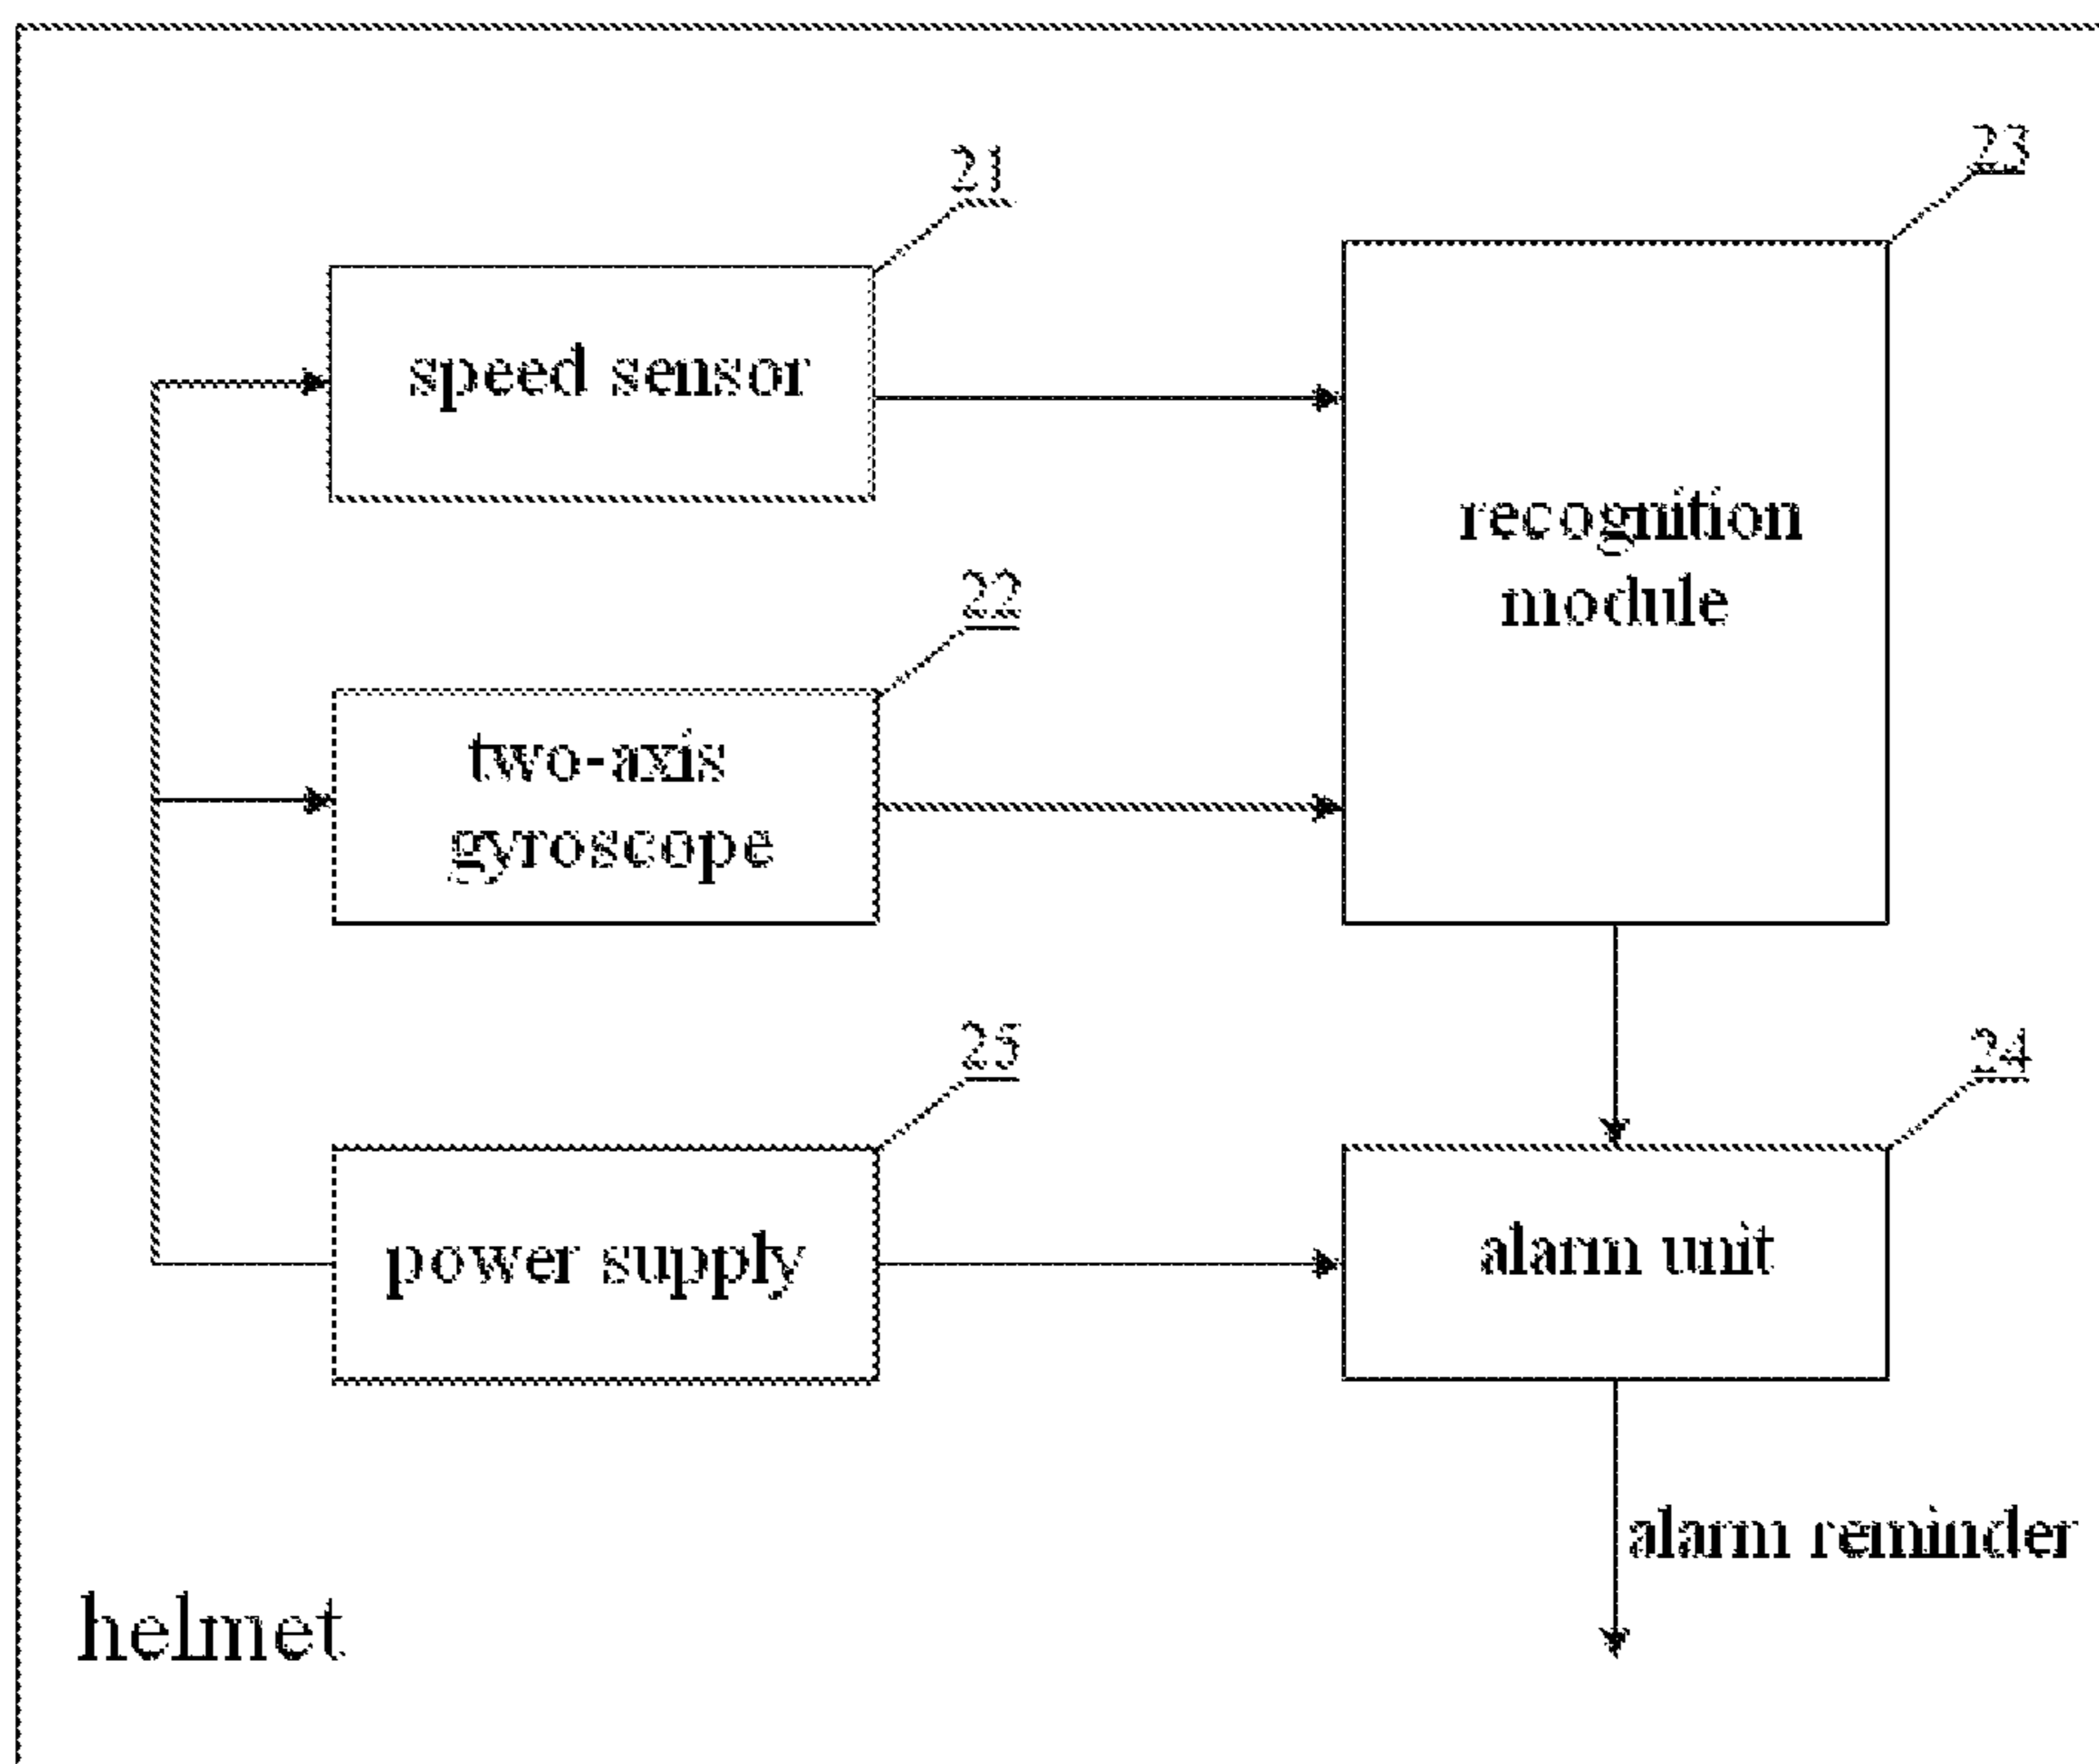 21
23
speed sensor
recognition
module
22
two-axis
gyroscope
25
24
power supply
alarm unit
alarm reminder
helmet